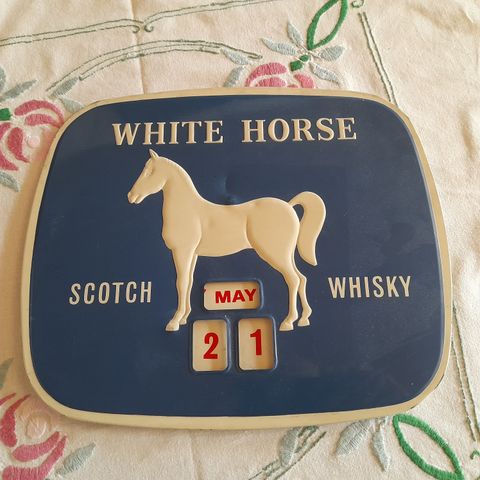 WHITE HORSE
SCOTCH WHISKY
MAY
2 1